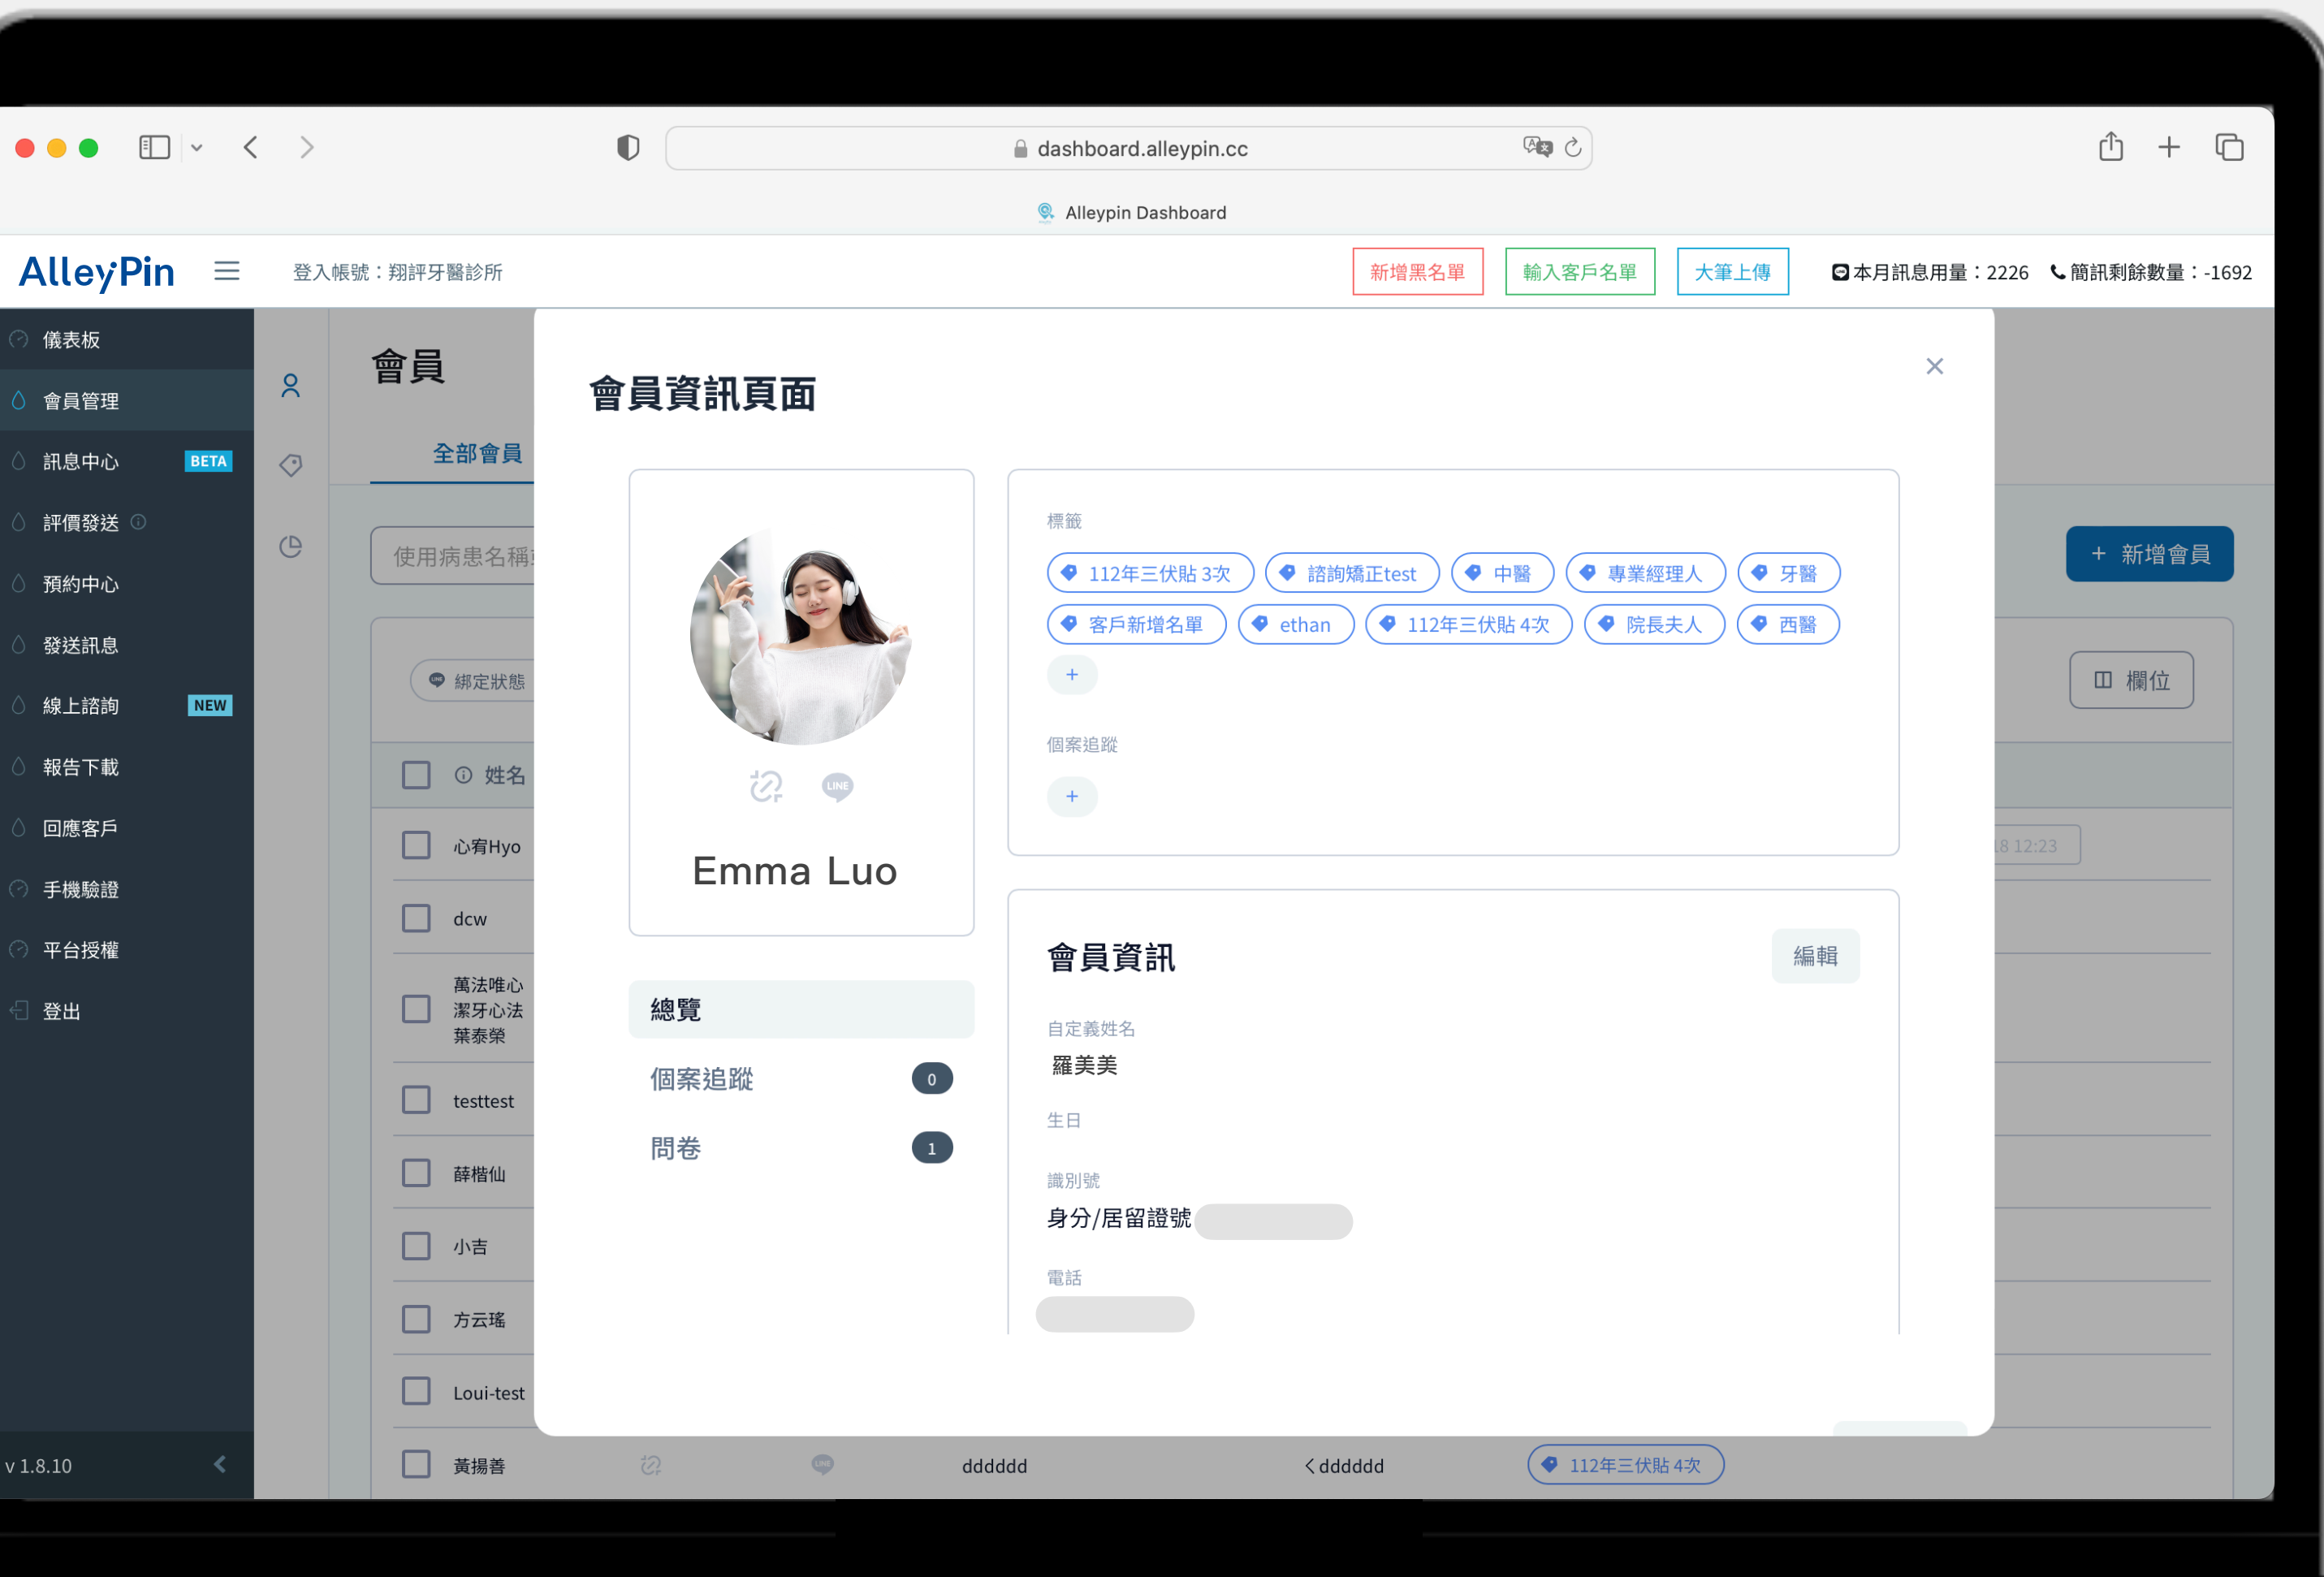 dashboard.alleypin.cc
Alleypin Dashboard
AlleyPin
登入帳號：翔評牙醫診所
新增黑名單
輸入客戶名單
大筆上傳
本月訊息用量：2226
簡訊剩餘數量：-1692
儀表板
會員管理
訊息中心 BETA
評價發送
預約中心
發送訊息
線上諮詢 NEW
報告下載
回應客戶
手機驗證
平台授權
登出
v 1.8.10
會員
全部會員
使用病患名稱
新增會員
綁定狀態
欄位
姓名
心宥Hyo
18 12:23
dcw
萬法唯心
潔牙心法
葉泰榮
testtest
薛楷仙
小吉
方云瑤
Loui-test
黃揚善
LINE
dddddd
dddddd
112年三伏貼 4次
會員資訊頁面
LINE
Emma Luo
總覽
個案追蹤 0
問卷 1
標籤
112年三伏貼 3次
諮詢矯正test
中醫
專業經理人
牙醫
客戶新增名單
ethan
112年三伏貼 4次
院長夫人
西醫
+
個案追蹤
+
會員資訊
編輯
自定義姓名
羅美美
生日
識別號
身分/居留證號
電話